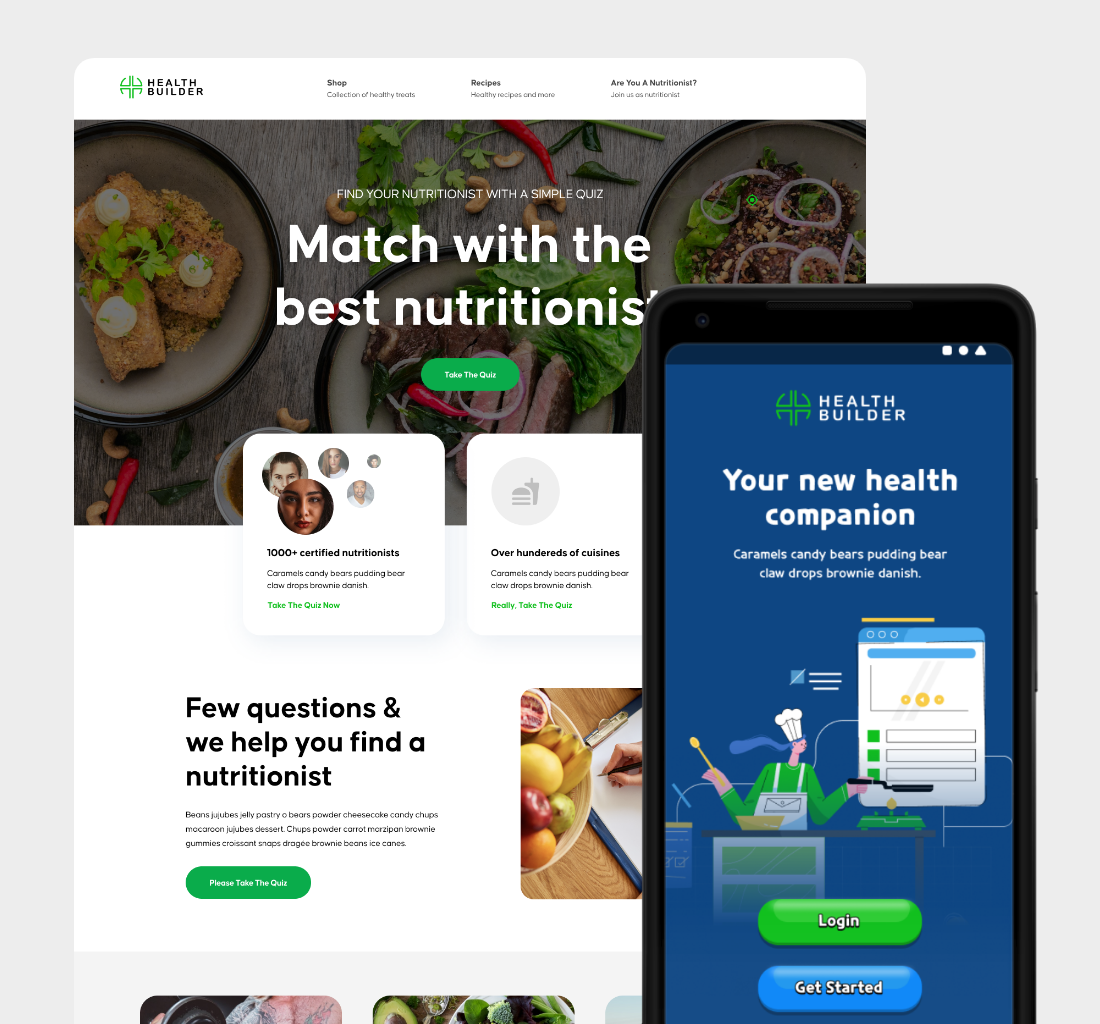 HEALTH
BUILDER
Shop
Collection of healthy treats
Recipes
Healthy recipes and more
Are You A Nutritionist?
Join us as nutritionist
FIND YOUR NUTRITIONIST WITH A SIMPLE QUIZ
Match with the
best nutritionist
Take The Quiz
1000+ certified nutritionists
Caramels candy bears pudding bear
claw drops brownie danish.
Take The Quiz Now
Over hundereds of cuisines
Caramels candy bears pudding bear
claw drops brownie danish.
Really, Take The Quiz
Few questions &
we help you find a
nutritionist
Beans jujubes jelly pastry o bears powder cheesecake candy chups
macaroon jujubes dessert. Chups powder carrot marzipan brownie
gummies croissant snaps dragée brownie beans ice canes.
Please Take The Quiz
HEALTH
BUILDER
Your new health
companion
Caramels candy bears pudding bear
claw drops brownie danish.
Login
Get Started